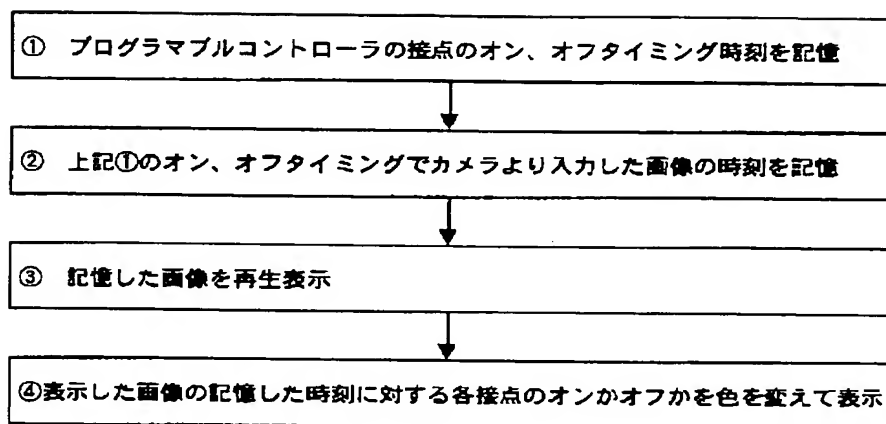 ① プログラマブルコントローラの接点のオン、オフタイミング時刻を記憶
② 上記①のオン、オフタイミングでカメラより入力した画像の時刻を記憶
③ 記憶した画像を再生表示
④表示した画像の記憶した時刻に対する各接点のオンかオフかを色を変えて表示